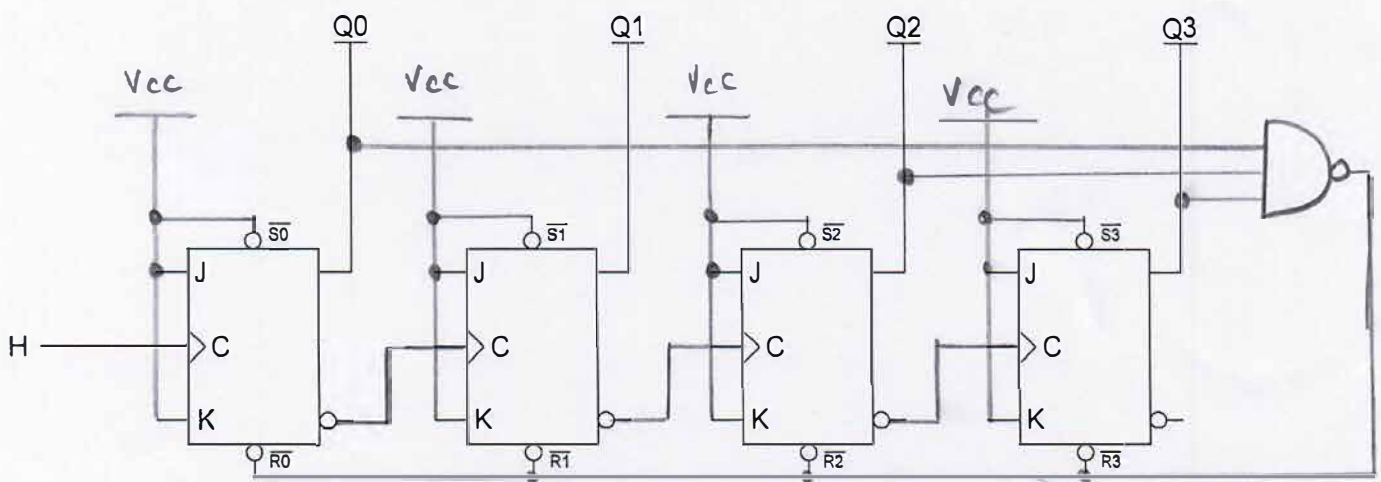 Q0 Q1 Q2 Q3
Vcc Vcc Vcc Vcc
S0 S1 S2 S3
J J J J
H C C C C
K K K K
R0 R1 R2 R3